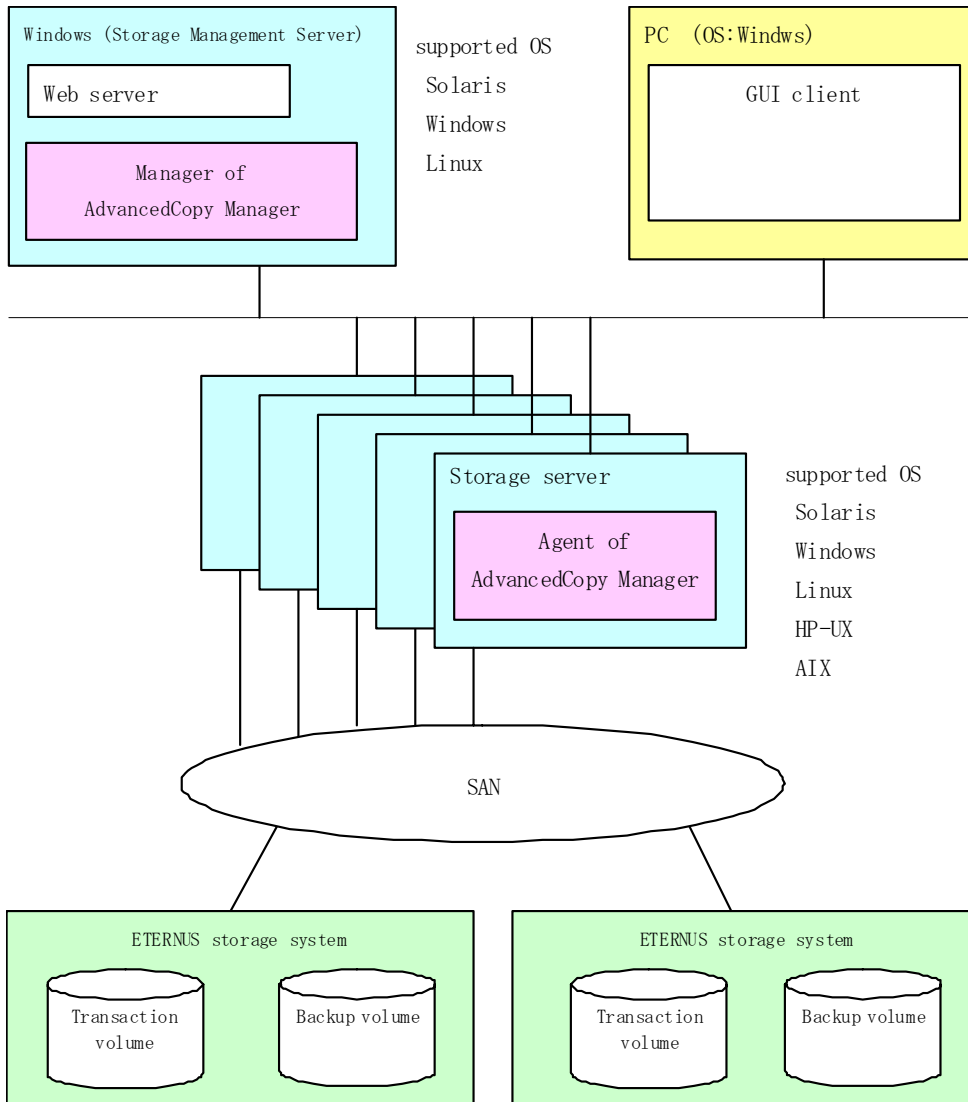 Windows (Storage Management Server)
Web server
Manager of
AdvancedCopy Manager
supported OS
Solaris
Windows
Linux
PC (OS:Windws)
GUI client
Storage server
Agent of
AdvancedCopy Manager
supported OS
Solaris
Windows
Linux
HP-UX
AIX
SAN
ETERNUS storage system
Transaction
volume
Backup volume
ETERNUS storage system
Transaction
volume
Backup volume